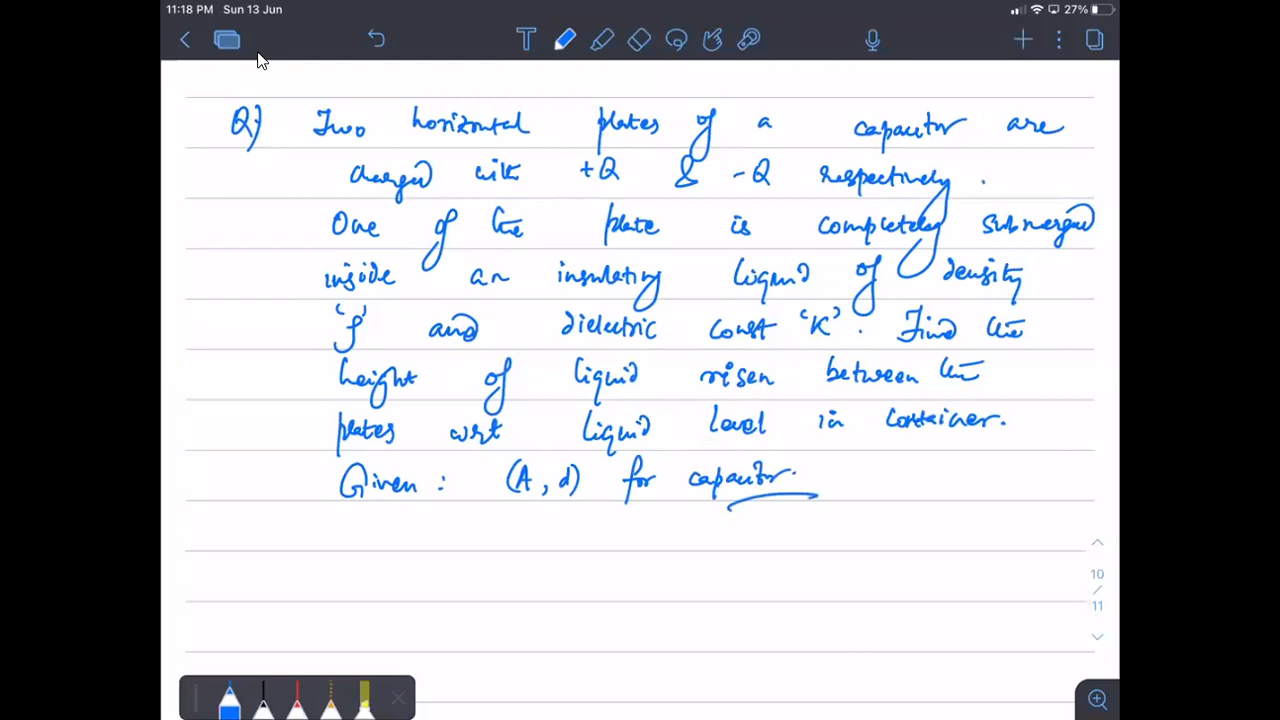 11:18 PM Sun 13 Jun 27%
Q) Two horizontal plates of a capacitor are
charged with +Q & -Q respectively.
One of the plate is completely submerged
inside an insulating liquid of density
'ρ' and dielectric const 'K'. Find the
height of liquid risen between the
plates wrt liquid level in container.
Given : (A, d) for capacitor.
10
/
11